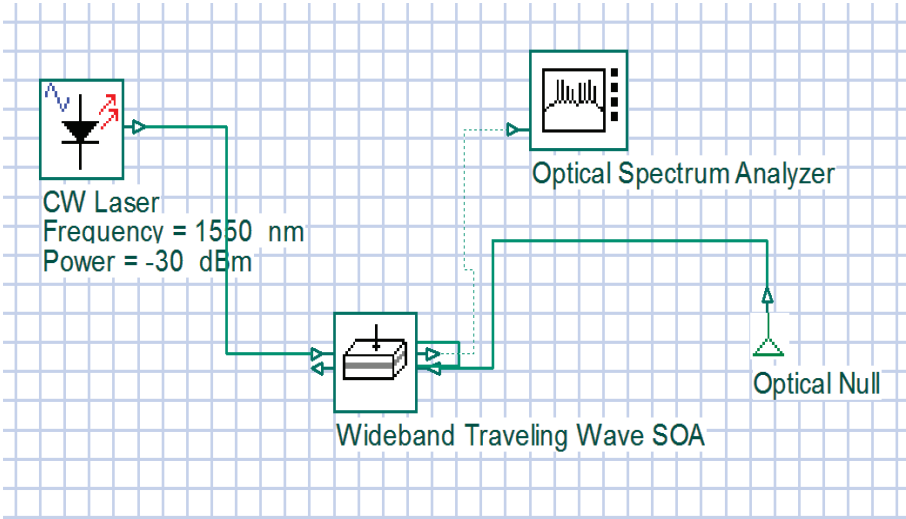 CW Laser
Frequency = 1550 nm
Power = -30 dBm
Optical Spectrum Analyzer
Wideband Traveling Wave SOA
Optical Null